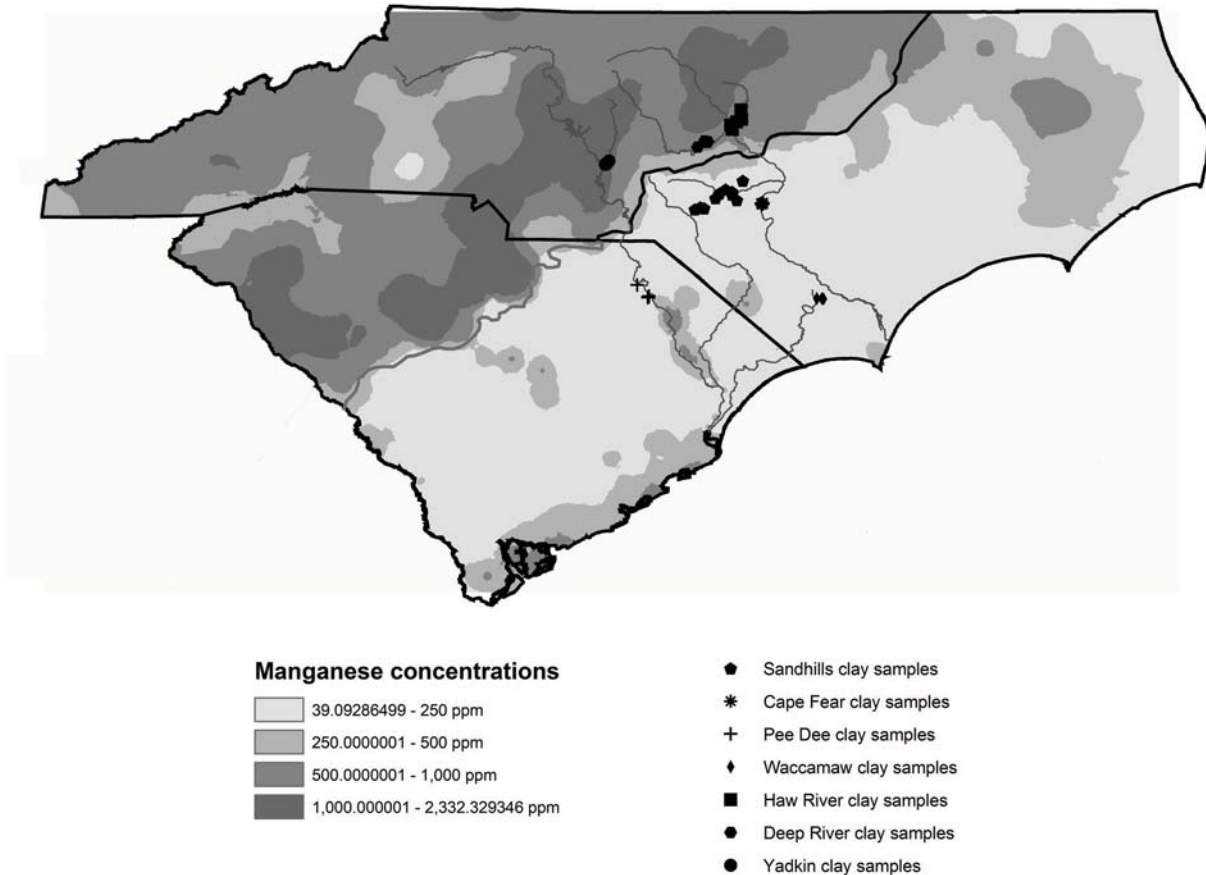 Manganese concentrations
39.09286499 - 250 ppm
250.0000001 - 500 ppm
500.0000001 - 1,000 ppm
1,000.000001 - 2,332.329346 ppm
Sandhills clay samples
Cape Fear clay samples
Pee Dee clay samples
Waccamaw clay samples
Haw River clay samples
Deep River clay samples
Yadkin clay samples